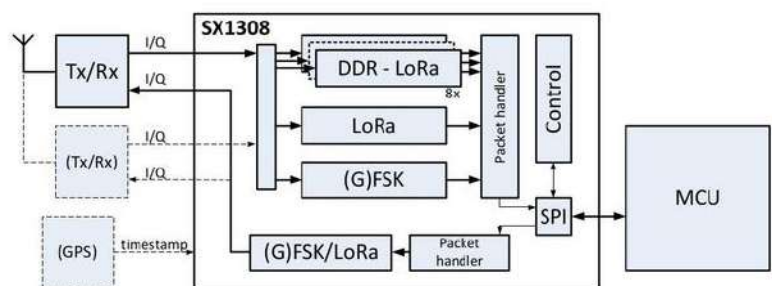 SX1308
I/Q
Tx/Rx
I/Q
DDR - LoRa
8x
Packet handler
Control
LoRa
I/Q
(Tx/Rx)
I/Q
(G)FSK
MCU
SPI
(GPS)
timestamp
(G)FSK/LoRa
Packet
handler